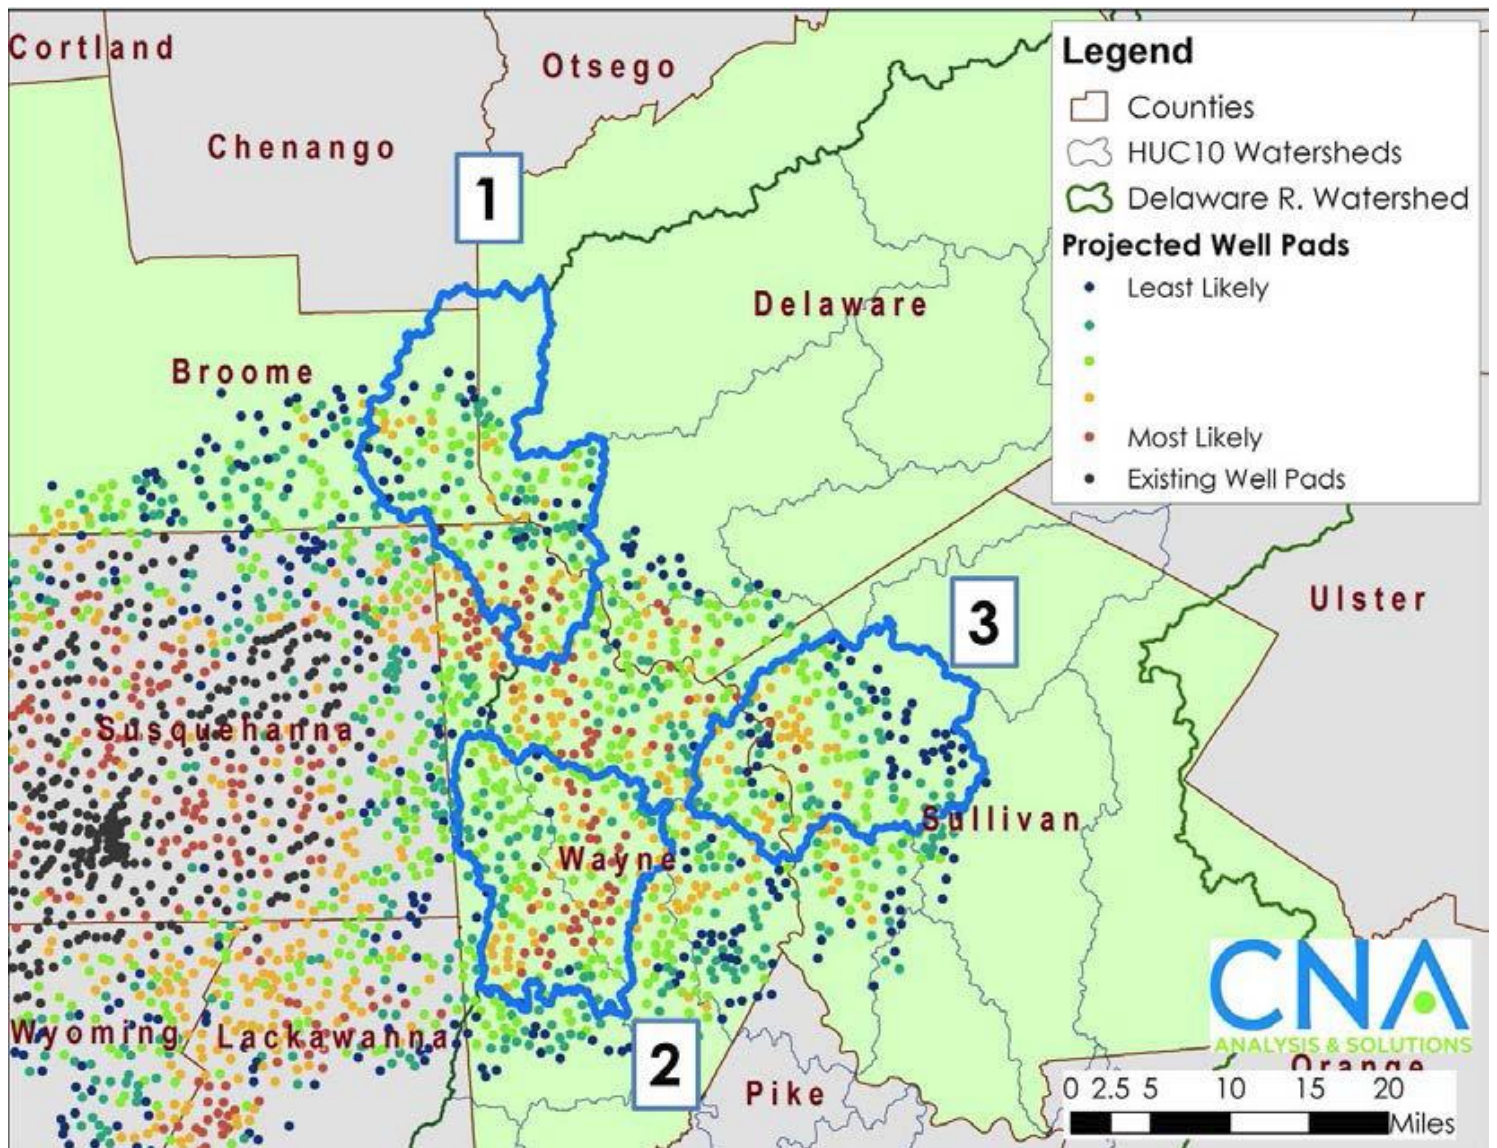 Cortland
Otsego
Chenango
1
Delaware
Broome
3
Ulster
Susquehanna
Sullivan
Wayne
Wyoming
Lackawanna
2
Pike
Orange
Legend
Counties
HUC10 Watersheds
Delaware R. Watershed
Projected Well Pads
Least Likely
Most Likely
Existing Well Pads
CNA
ANALYSIS & SOLUTIONS
0 2.5 5 10 15 20
Miles